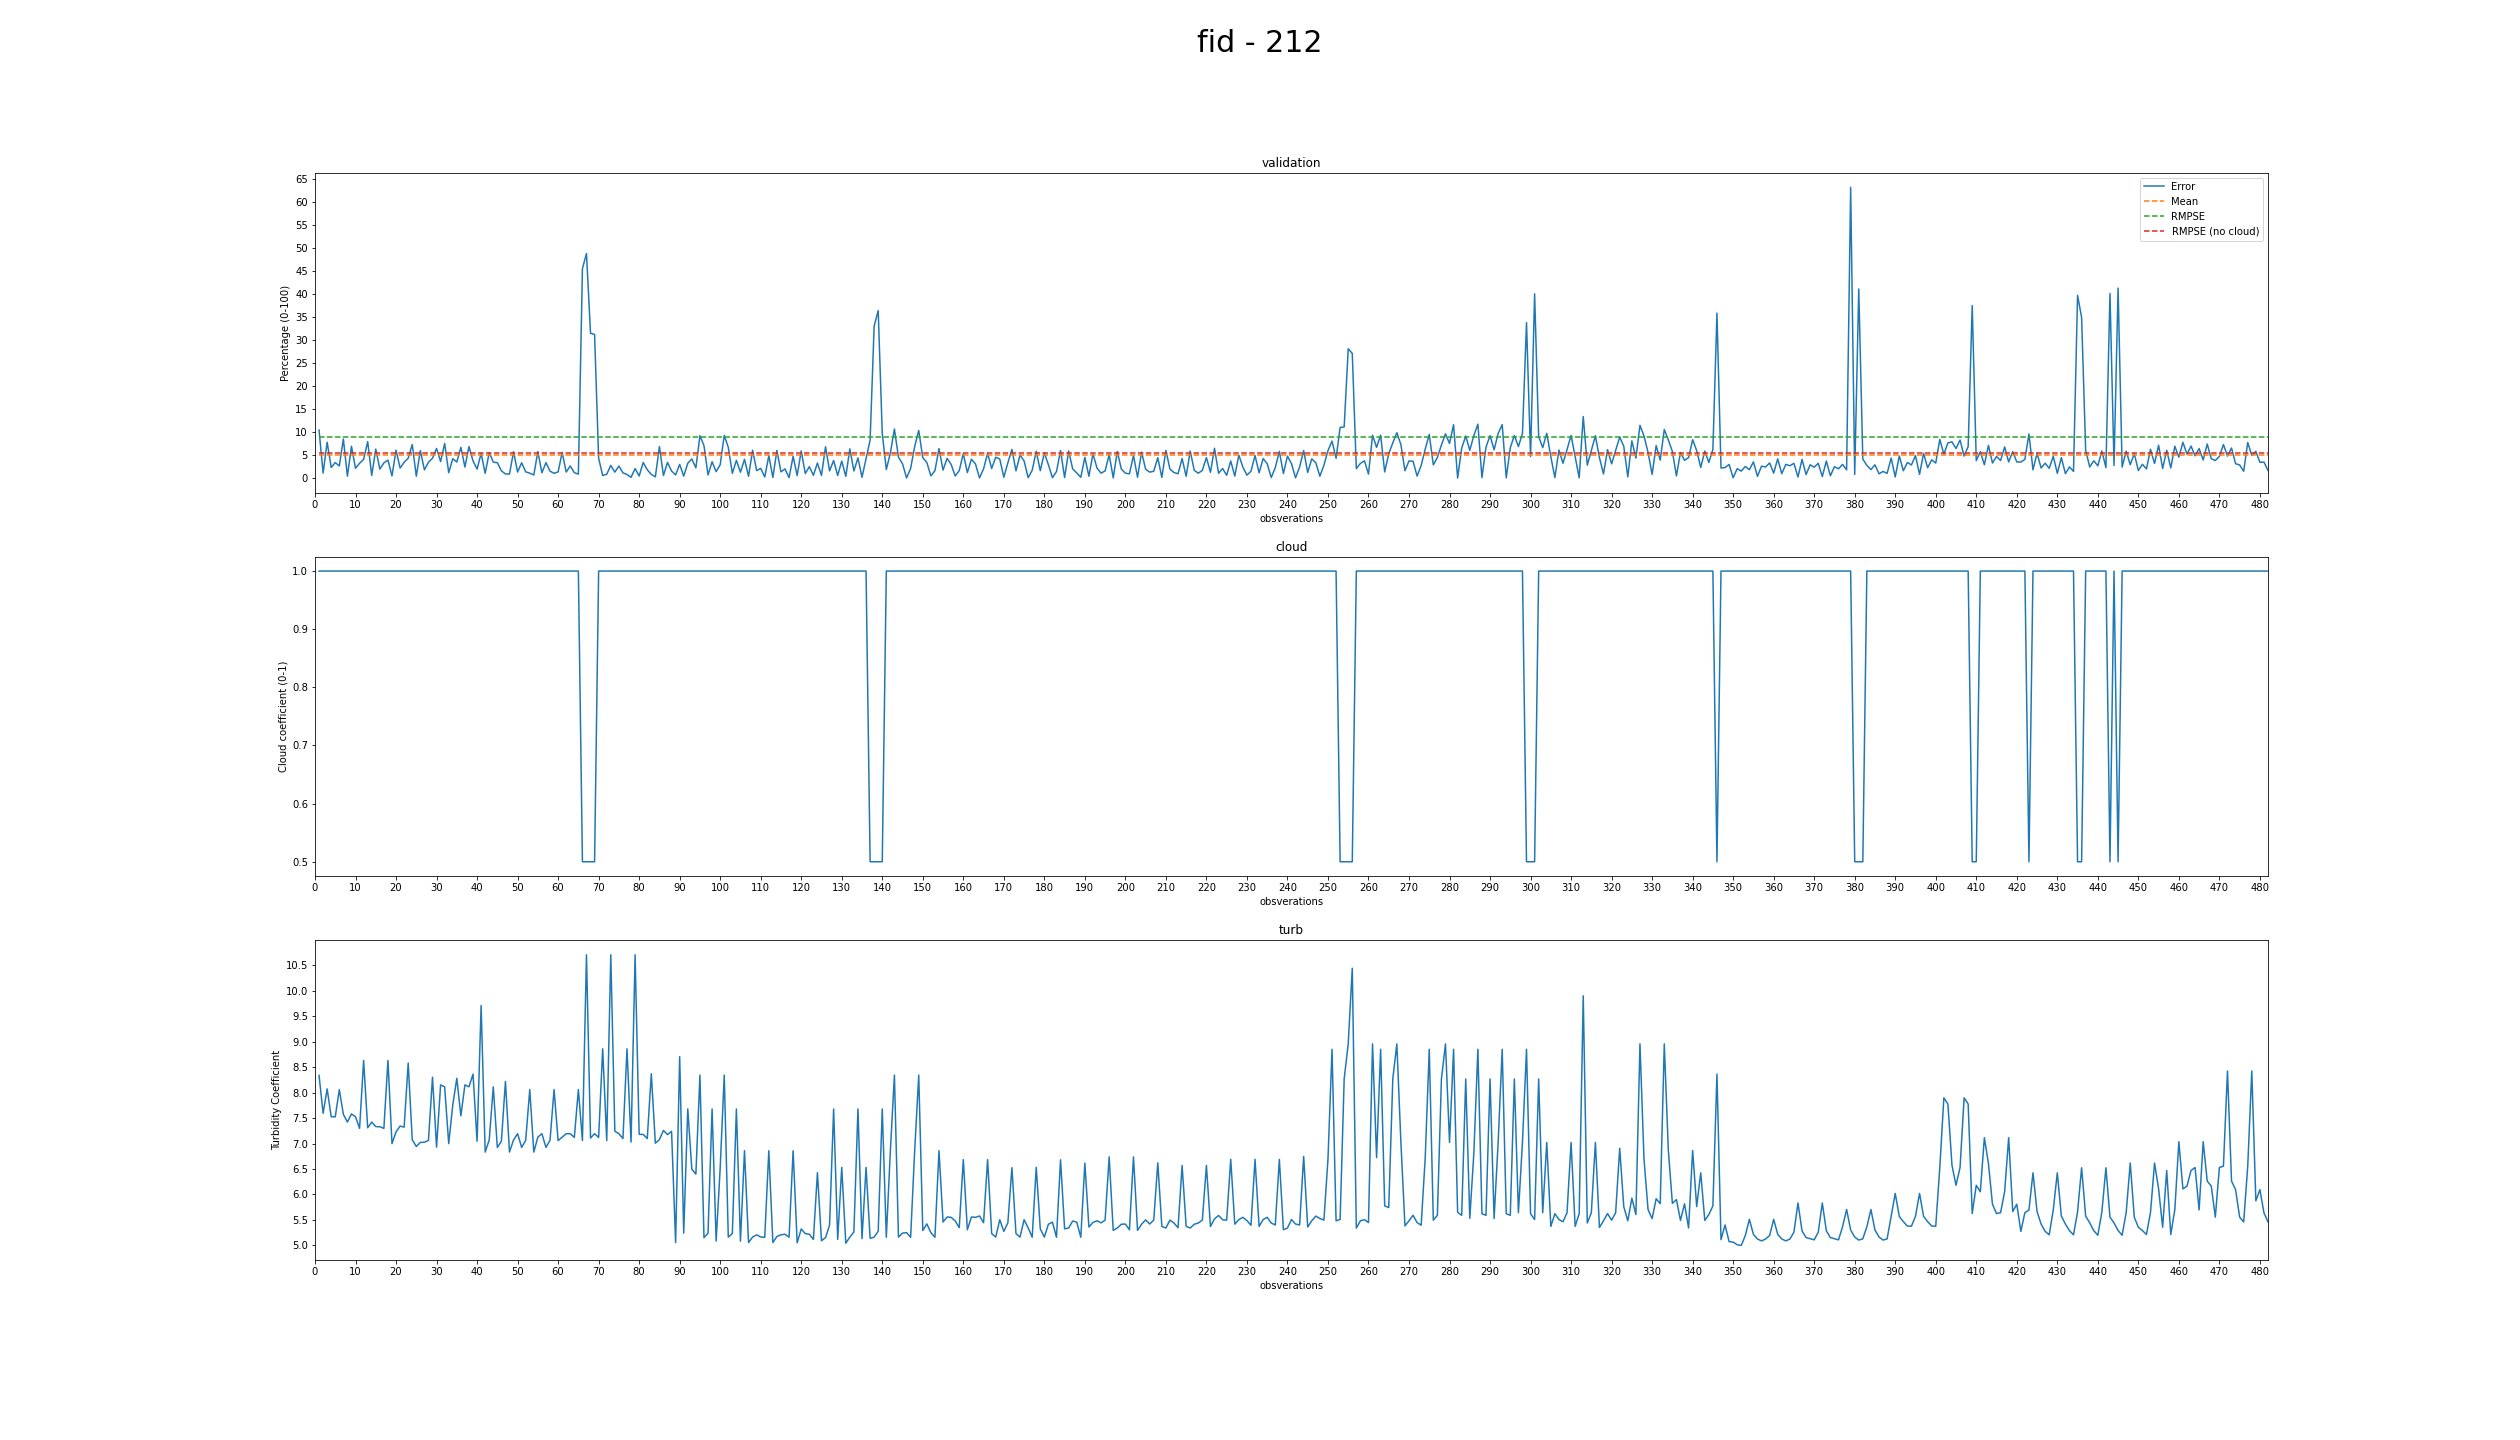 fid - 212
validation
65
60
55
50
45
40
35
30
25
20
15
10
5
0
Percentage (0-100)
Error
Mean
RMPSE
RMPSE (no cloud)
0 10 20 30 40 50 60 70 80 90 100 110 120 130 140 150 160 170 180 190 200 210 220 230 240 250 260 270 280 290 300 310 320 330 340 350 360 370 380 390 400 410 420 430 440 450 460 470 480
obsverations
cloud
1.0
0.9
0.8
0.7
0.6
0.5
Cloud coefficient (0-1)
0 10 20 30 40 50 60 70 80 90 100 110 120 130 140 150 160 170 180 190 200 210 220 230 240 250 260 270 280 290 300 310 320 330 340 350 360 370 380 390 400 410 420 430 440 450 460 470 480
obsverations
turb
10.5
10.0
9.5
9.0
8.5
8.0
7.5
7.0
6.5
6.0
5.5
5.0
Turbidity Coefficient
0 10 20 30 40 50 60 70 80 90 100 110 120 130 140 150 160 170 180 190 200 210 220 230 240 250 260 270 280 290 300 310 320 330 340 350 360 370 380 390 400 410 420 430 440 450 460 470 480
obsverations